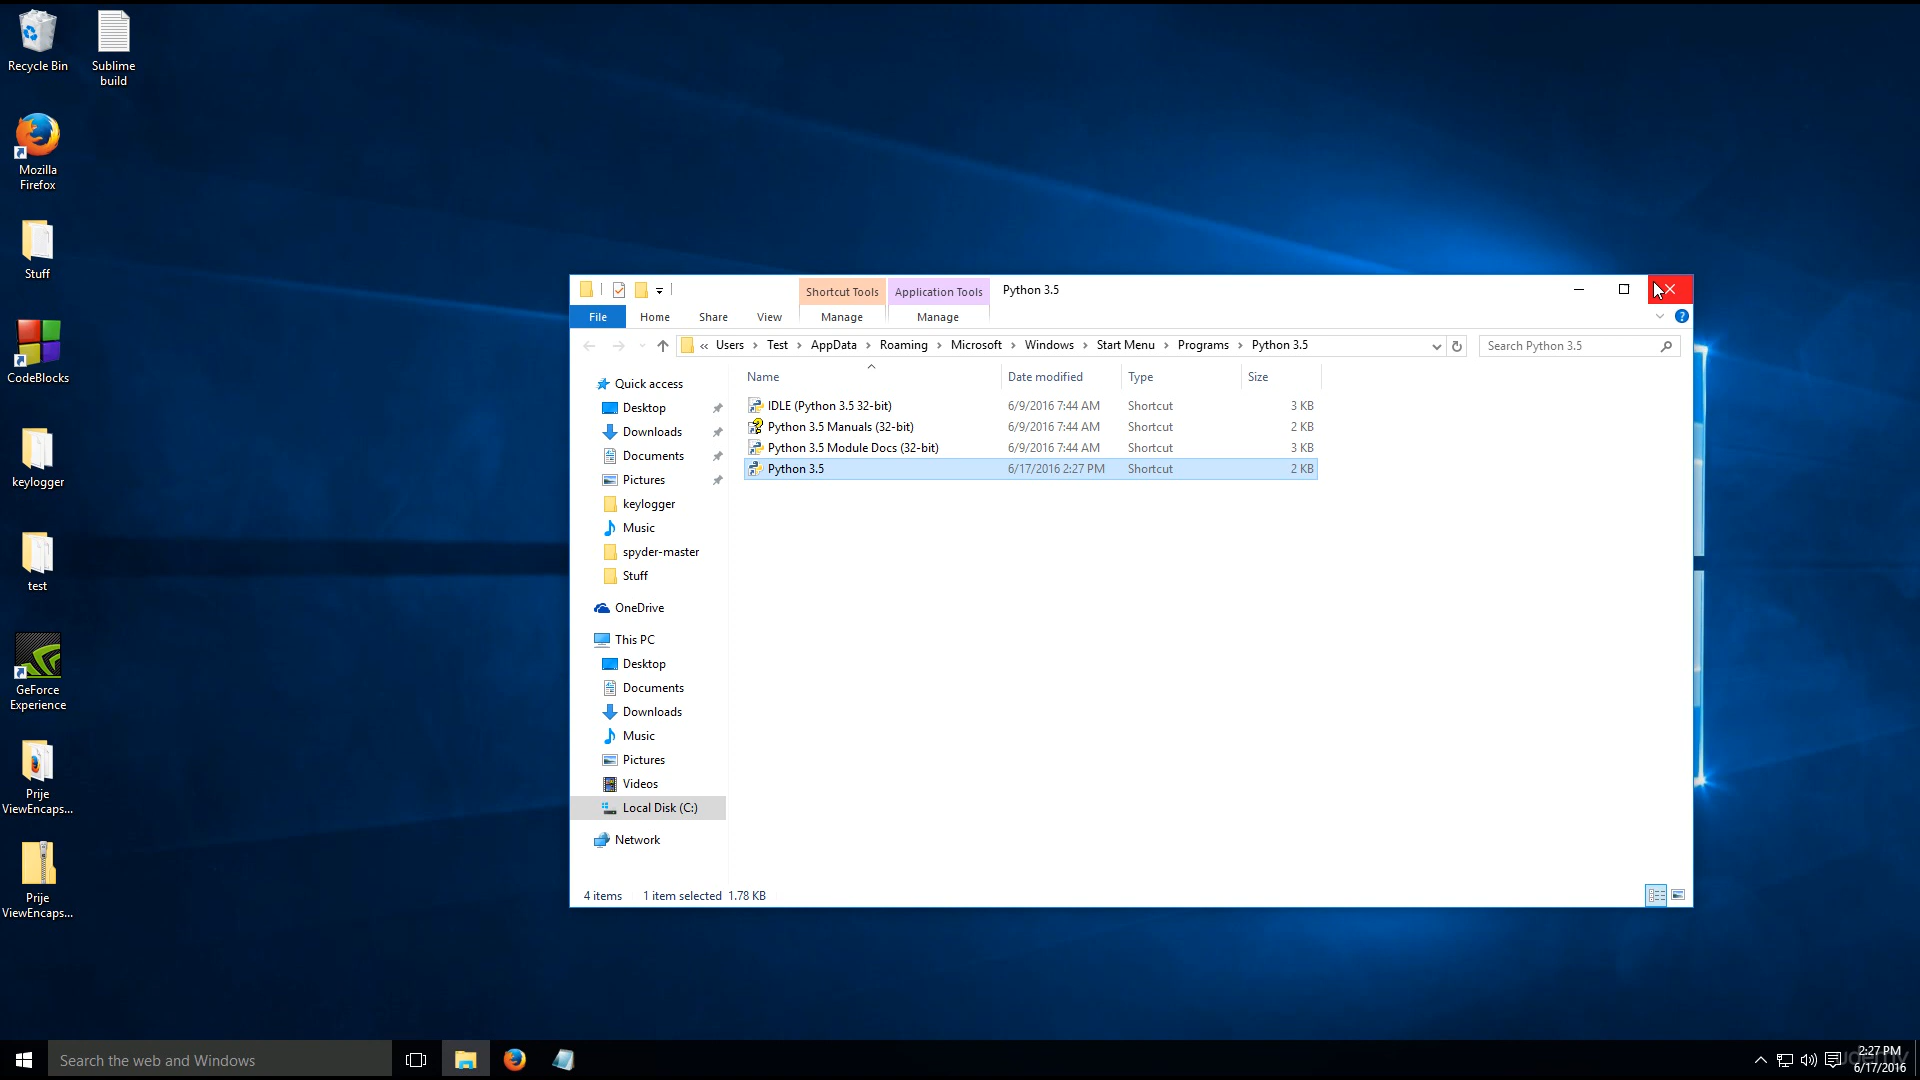 Recycle Bin
Sublime
build
Mozilla
Firefox
Stuff
CodeBlocks
keylogger
test
GeForce
Experience
Prije
ViewEncaps...
Prije
ViewEncaps...
Shortcut Tools
Application Tools
Python 3.5
File
Home
Share
View
Manage
Manage
« Users > Test > AppData > Roaming > Microsoft > Windows > Start Menu > Programs > Python 3.5
Search Python 3.5
Name
Date modified
Type
Size
IDLE (Python 3.5 32-bit) 6/9/2016 7:44 AM Shortcut 3 KB
Python 3.5 Manuals (32-bit) 6/9/2016 7:44 AM Shortcut 2 KB
Python 3.5 Module Docs (32-bit) 6/9/2016 7:44 AM Shortcut 3 KB
Python 3.5 6/17/2016 2:27 PM Shortcut 2 KB
Quick access
Desktop
Downloads
Documents
Pictures
keylogger
Music
spyder-master
Stuff
OneDrive
This PC
Desktop
Documents
Downloads
Music
Pictures
Videos
Local Disk (C:)
Network
4 items 1 item selected 1.78 KB
Search the web and Windows
2:27 PM
6/17/2016
udemy